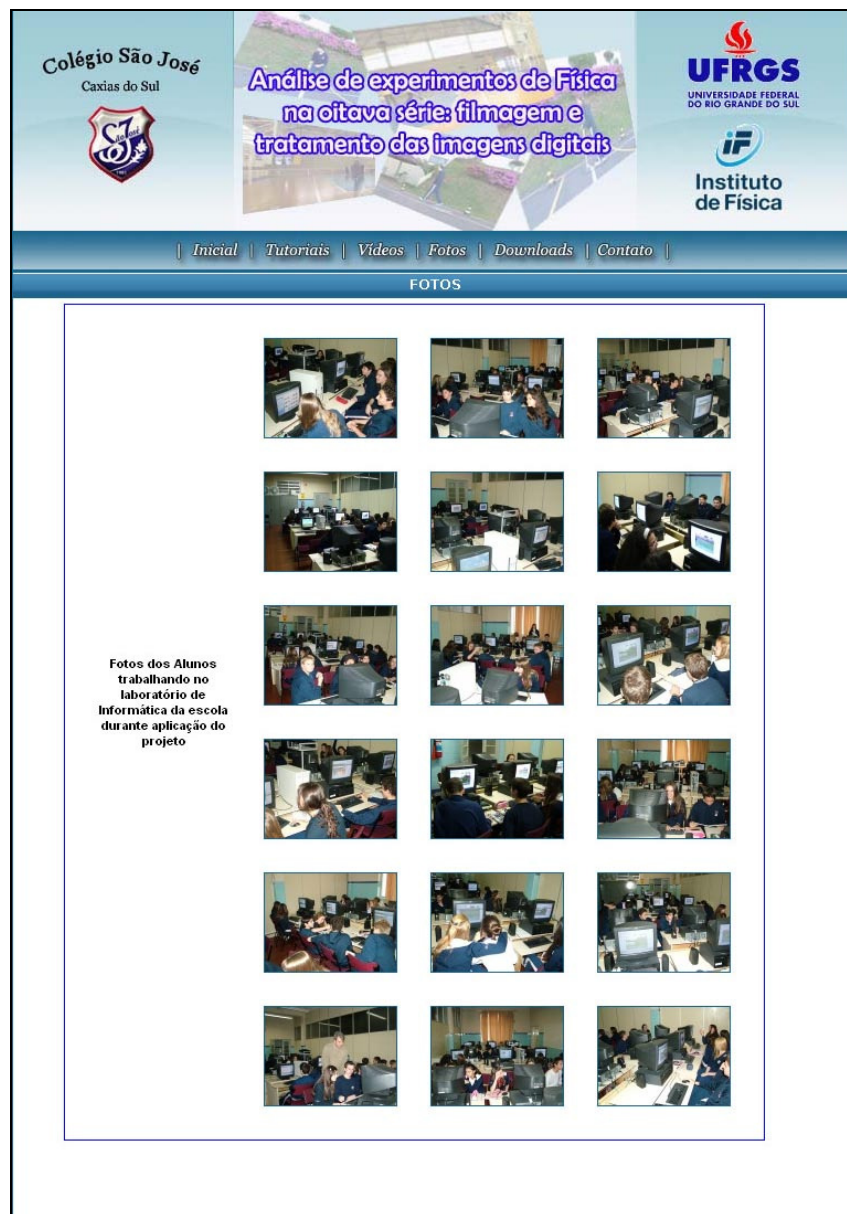 Colégio São José
Caxias do Sul
São José
Análise de experimentos de Física
na oitava série: filmagem e
tratamento das imagens digitais
UFRGS
UNIVERSIDADE FEDERAL
DO RIO GRANDE DO SUL
iF
Instituto
de Física
| Inicial | Tutoriais | Vídeos | Fotos | Downloads | Contato |
FOTOS
Fotos dos Alunos
trabalhando no
laboratório de
Informática da escola
durante aplicação do
projeto